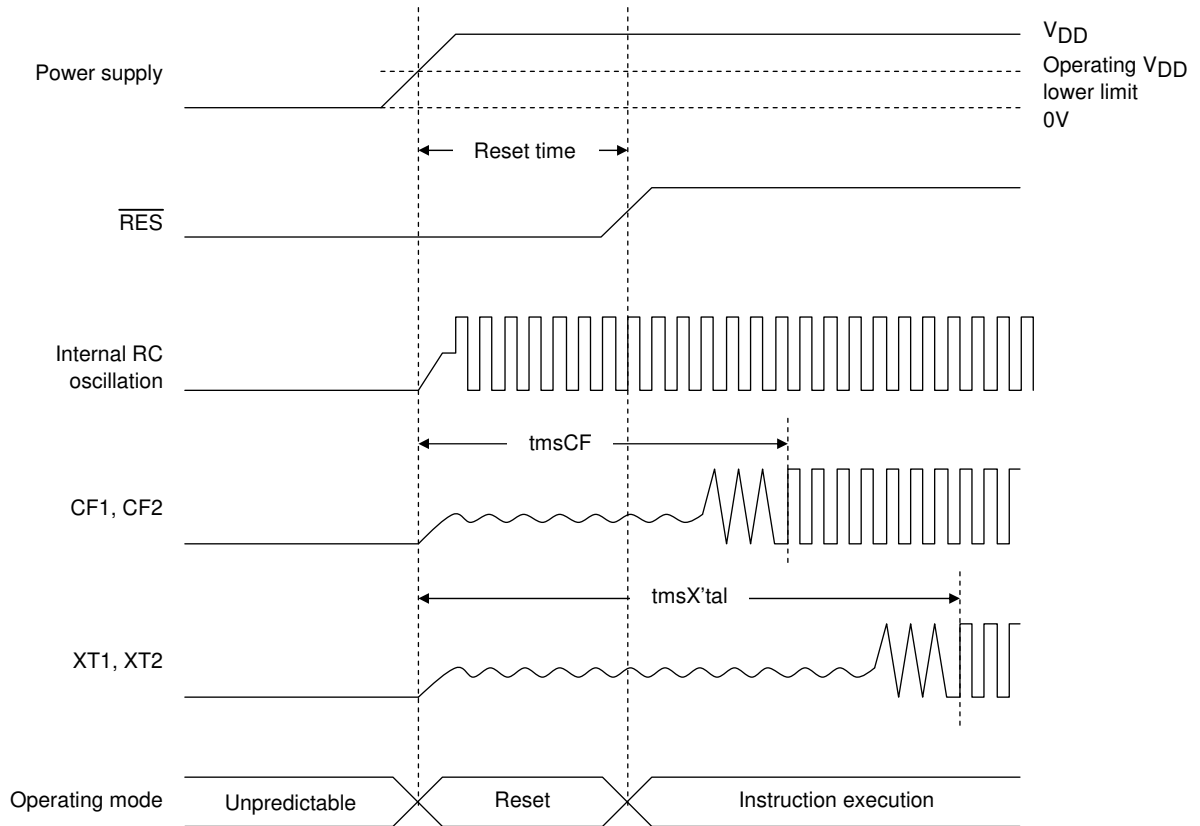 VDD
Power supply
Operating VDD
lower limit
0V
Reset time
RES
Internal RC
oscillation
tmsCF
CF1, CF2
tmsX'tal
XT1, XT2
Operating mode
Unpredictable
Reset
Instruction execution